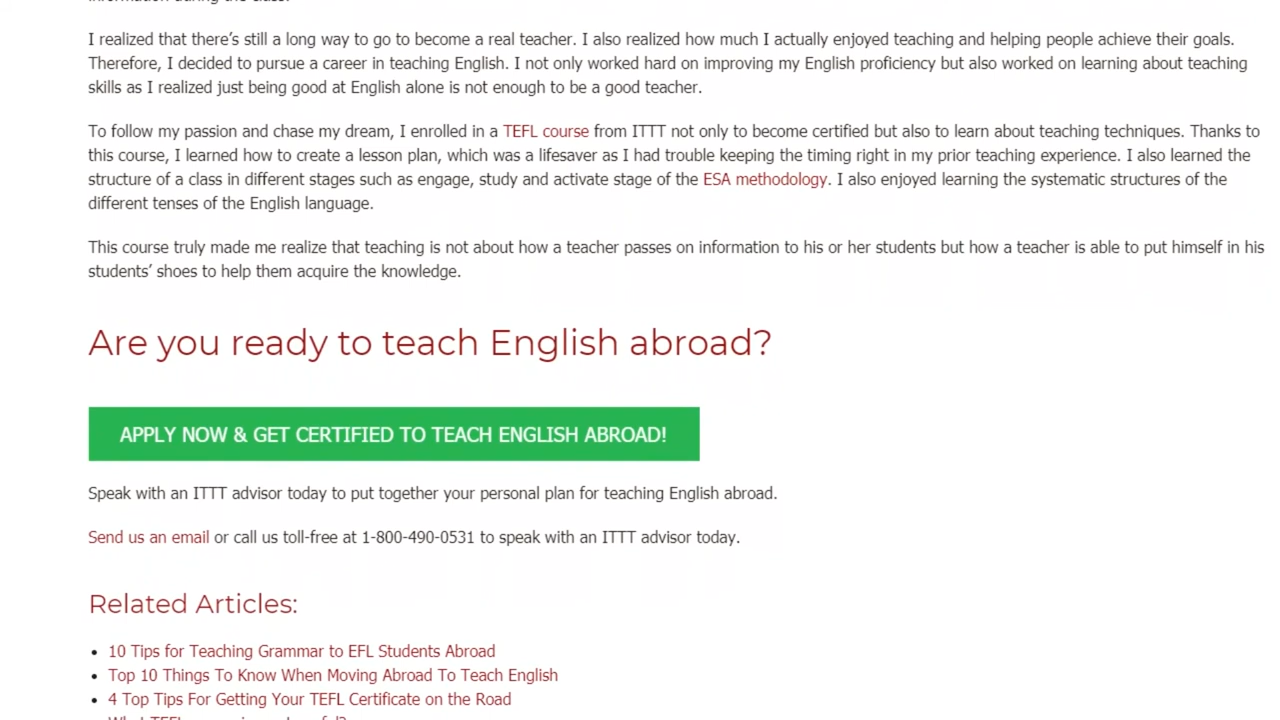 I realized that there's still a long way to go to become a real teacher. I also realized how much I actually enjoyed teaching and helping people achieve their goals.
Therefore, I decided to pursue a career in teaching English. I not only worked hard on improving my English proficiency but also worked on learning about teaching
skills as I realized just being good at English alone is not enough to be a good teacher.
To follow my passion and chase my dream, I enrolled in a TEFL course from ITTT not only to become certified but also to learn about teaching techniques. Thanks to
this course, I learned how to create a lesson plan, which was a lifesaver as I had trouble keeping the timing right in my prior teaching experience. I also learned the
structure of a class in different stages such as engage, study and activate stage of the ESA methodology. I also enjoyed learning the systematic structures of the
different tenses of the English language.
This course truly made me realize that teaching is not about how a teacher passes on information to his or her students but how a teacher is able to put himself in his
students' shoes to help them acquire the knowledge.
Are you ready to teach English abroad?
APPLY NOW & GET CERTIFIED TO TEACH ENGLISH ABROAD!
Speak with an ITTT advisor today to put together your personal plan for teaching English abroad.
Send us an email or call us toll-free at 1-800-490-0531 to speak with an ITTT advisor today.
Related Articles:
• 10 Tips for Teaching Grammar to EFL Students Abroad
• Top 10 Things To Know When Moving Abroad To Teach English
• 4 Top Tips For Getting Your TEFL Certificate on the Road